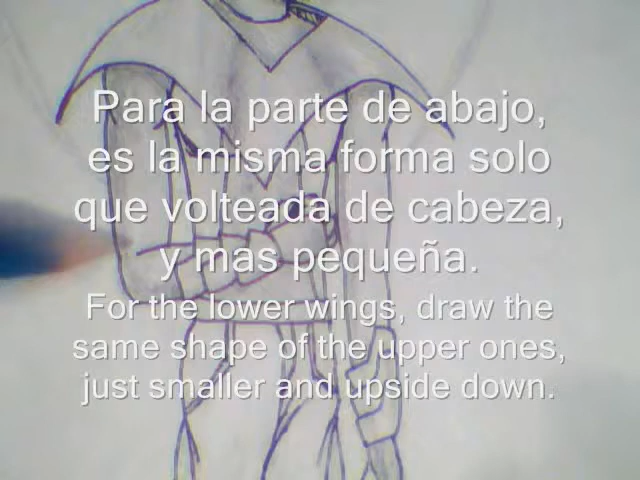 Para la parte de abajo,
es la misma forma solo
que volteada de cabeza,
y mas pequeña.
For the lower wings, draw the
same shape of the upper ones,
just smaller and upside down.